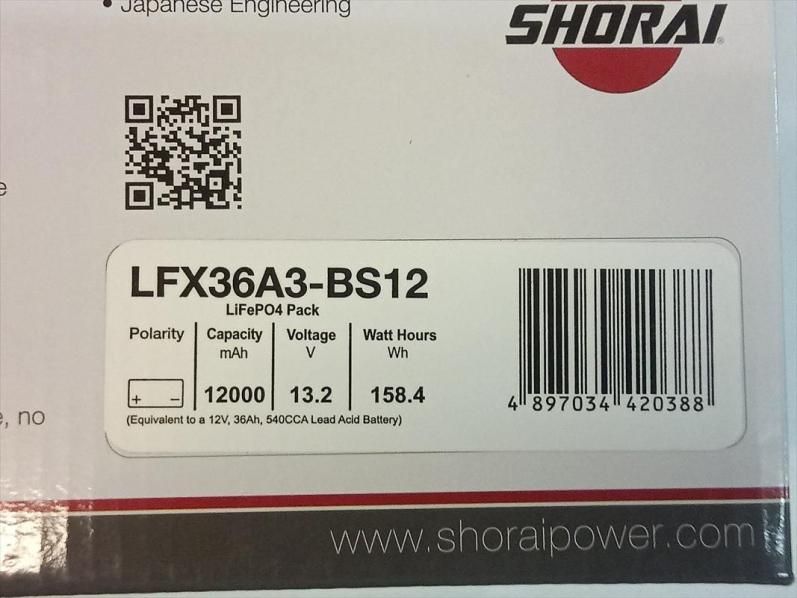 • Japanese Engineering
SHORAI
e
LFX36A3-BS12
LiFePO4 Pack
Polarity Capacity Voltage Watt Hours
mAh V Wh
+ − 12000 13.2 158.4
(Equivalent to a 12V, 36Ah, 540CCA Lead Acid Battery)
4 897034 420388
e, no
www.shoraipower.com